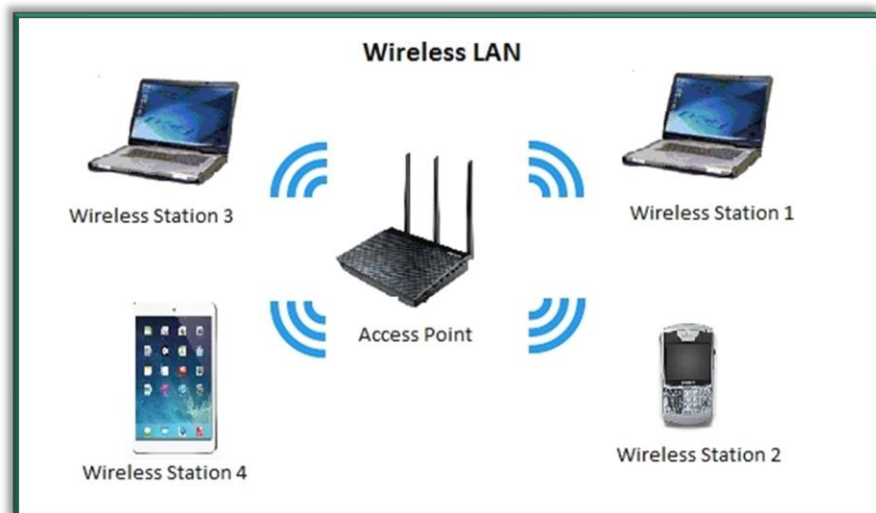 Wireless LAN
Wireless Station 3
Wireless Station 1
Access Point
Wireless Station 4
Wireless Station 2